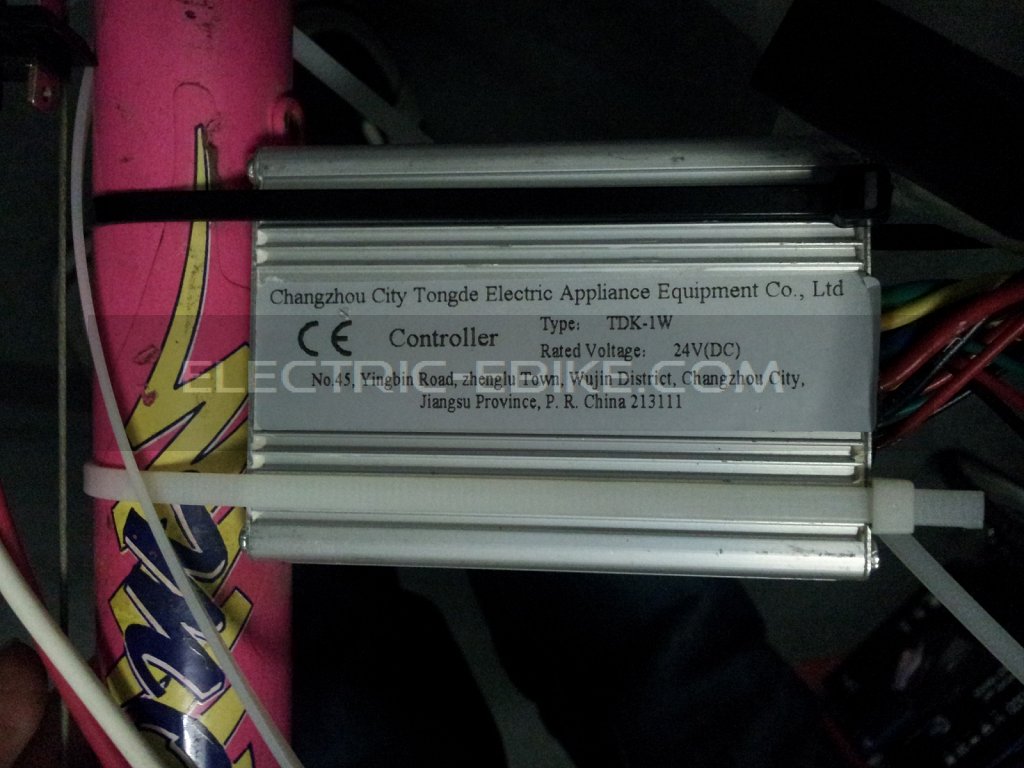 Changzhou City Tongde Electric Appliance Equipment Co., Ltd
CE Controller
Type: TDK-1W
Rated Voltage: 24V(DC)
ELECTRIC-FRIKE.COM
No.45, Yingbin Road, zhenglu Town, Wujin District, Changzhou City,
Jiangsu Province, P. R. China 213111